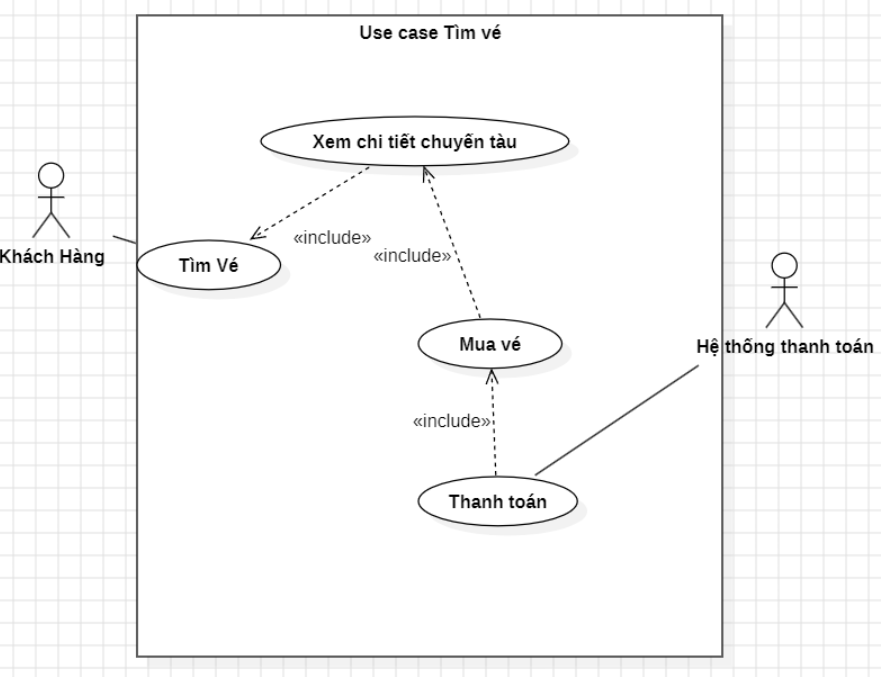 Use case Tìm vé
Xem chi tiết chuyến tàu
«include»
«include»
Khách Hàng
Tìm Vé
Mua vé
Hệ thống thanh toán
«include»
Thanh toán